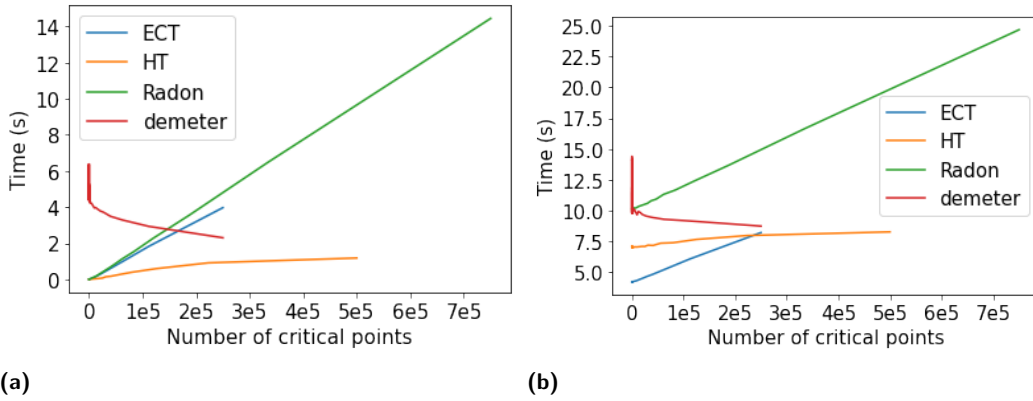 14
12
10
8
6
4
2
0
Time (s)
ECT
HT
Radon
demeter
0 1e5 2e5 3e5 4e5 5e5 6e5 7e5
Number of critical points
(a)
25.0
22.5
20.0
17.5
15.0
12.5
10.0
7.5
5.0
Time (s)
ECT
HT
Radon
demeter
0 1e5 2e5 3e5 4e5 5e5 6e5 7e5
Number of critical points
(b)